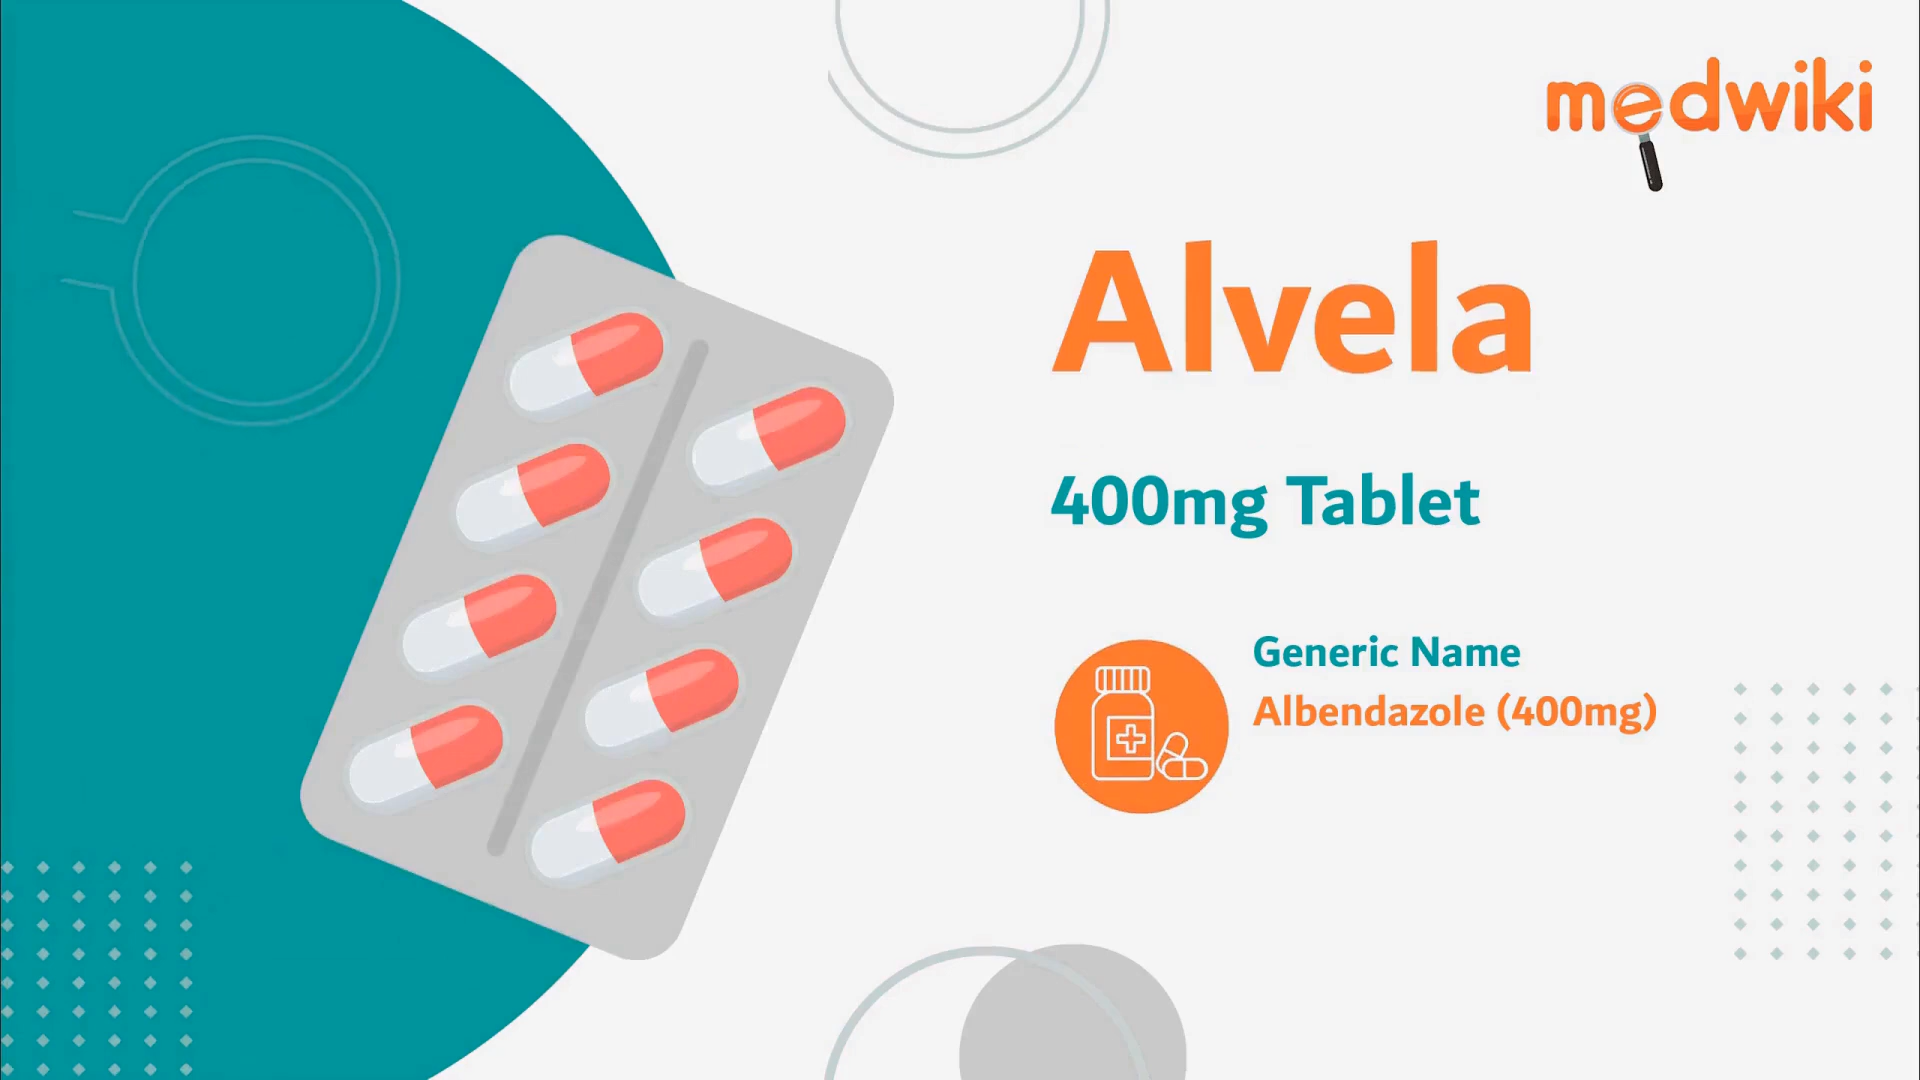 medwiki
Alvela
400mg Tablet
Generic Name
Albendazole (400mg)